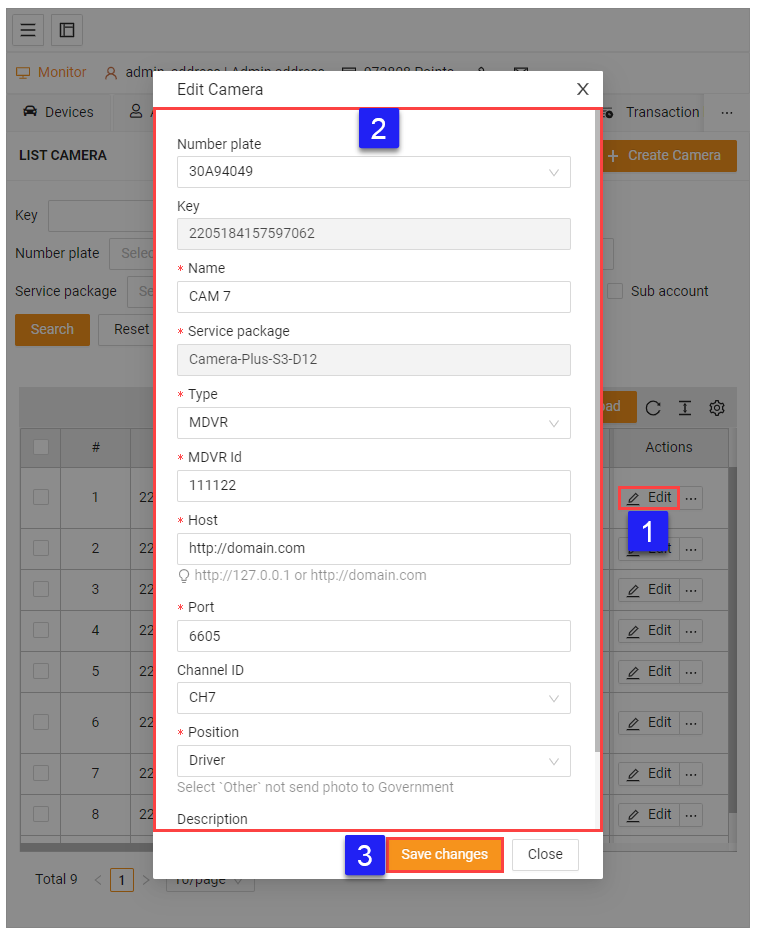 Monitor admin_address | Admin address 973808 Points
Edit Camera X
Devices Transaction ...
2
LIST CAMERA + Create Camera
Number plate
30A94049
Key
Key
2205184157597062
Number plate Selec
* Name
CAM 7
Service package Se Sub account
* Service package
Search Reset
Camera-Plus-S3-D12
* Type
MDVR
oad
# Actions
* MDVR Id
111122
1 22 Edit ...
* Host
1
http://domain.com
2 22 Edit ...
http://127.0.0.1 or http://domain.com
3 22 Edit ...
* Port
6605
4 22 Edit ...
Channel ID
5 22 Edit ...
CH7
* Position
6 22 Edit ...
Driver
7 22 Edit ...
Select `Other` not send photo to Government
Description
8 22 Edit ...
3 Save changes Close
Total 9 < 1 > 10/page